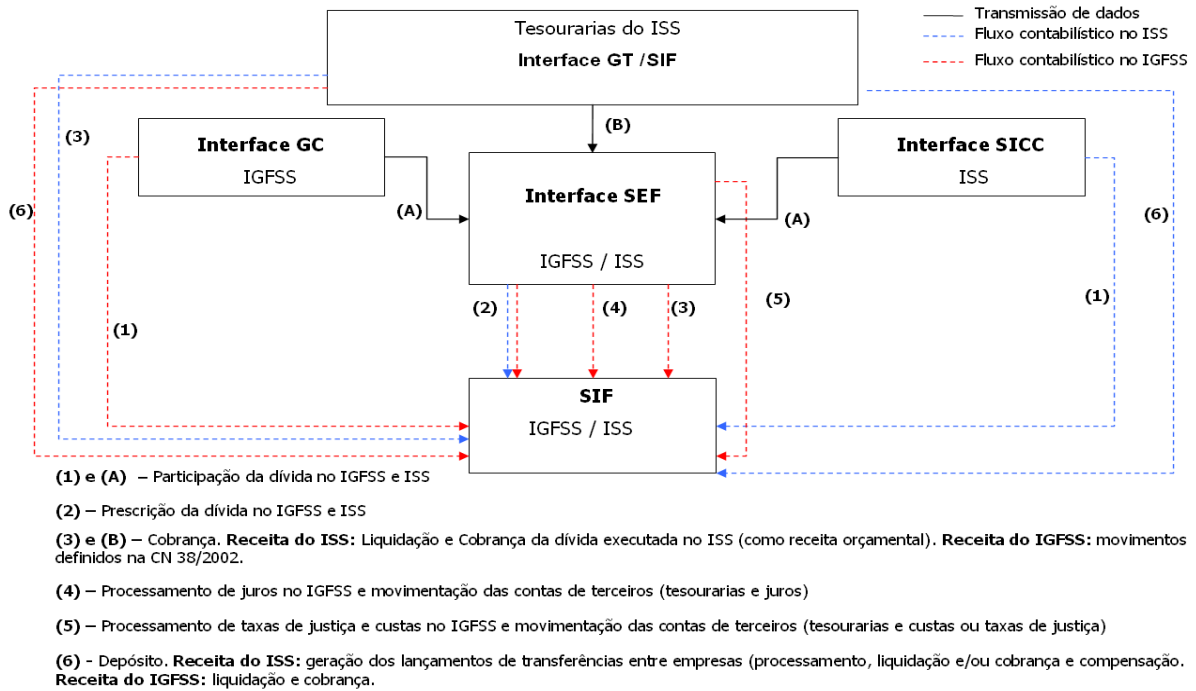 Tesourarias do ISS
Interface GT /SIF
Transmissão de dados
Fluxo contabilístico no ISS
Fluxo contabilístico no IGFSS
(3)
(B)
Interface GC
IGFSS
Interface SICC
ISS
Interface SEF
IGFSS / ISS
(A)
(A)
(6)
(6)
(1)
(2)
(4)
(3)
(5)
(1)
SIF
IGFSS / ISS
(1) e (A) – Participação da dívida no IGFSS e ISS
(2) – Prescrição da dívida no IGFSS e ISS
(3) e (B) – Cobrança. Receita do ISS: Liquidação e Cobrança da dívida executada no ISS (como receita orçamental). Receita do IGFSS: movimentos
definidos na CN 38/2002.
(4) – Processamento de juros no IGFSS e movimentação das contas de terceiros (tesourarias e juros)
(5) – Processamento de taxas de justiça e custas no IGFSS e movimentação das contas de terceiros (tesourarias e custas ou taxas de justiça)
(6) - Depósito. Receita do ISS: geração dos lançamentos de transferências entre empresas (processamento, liquidação e/ou cobrança e compensação.
Receita do IGFSS: liquidação e cobrança.